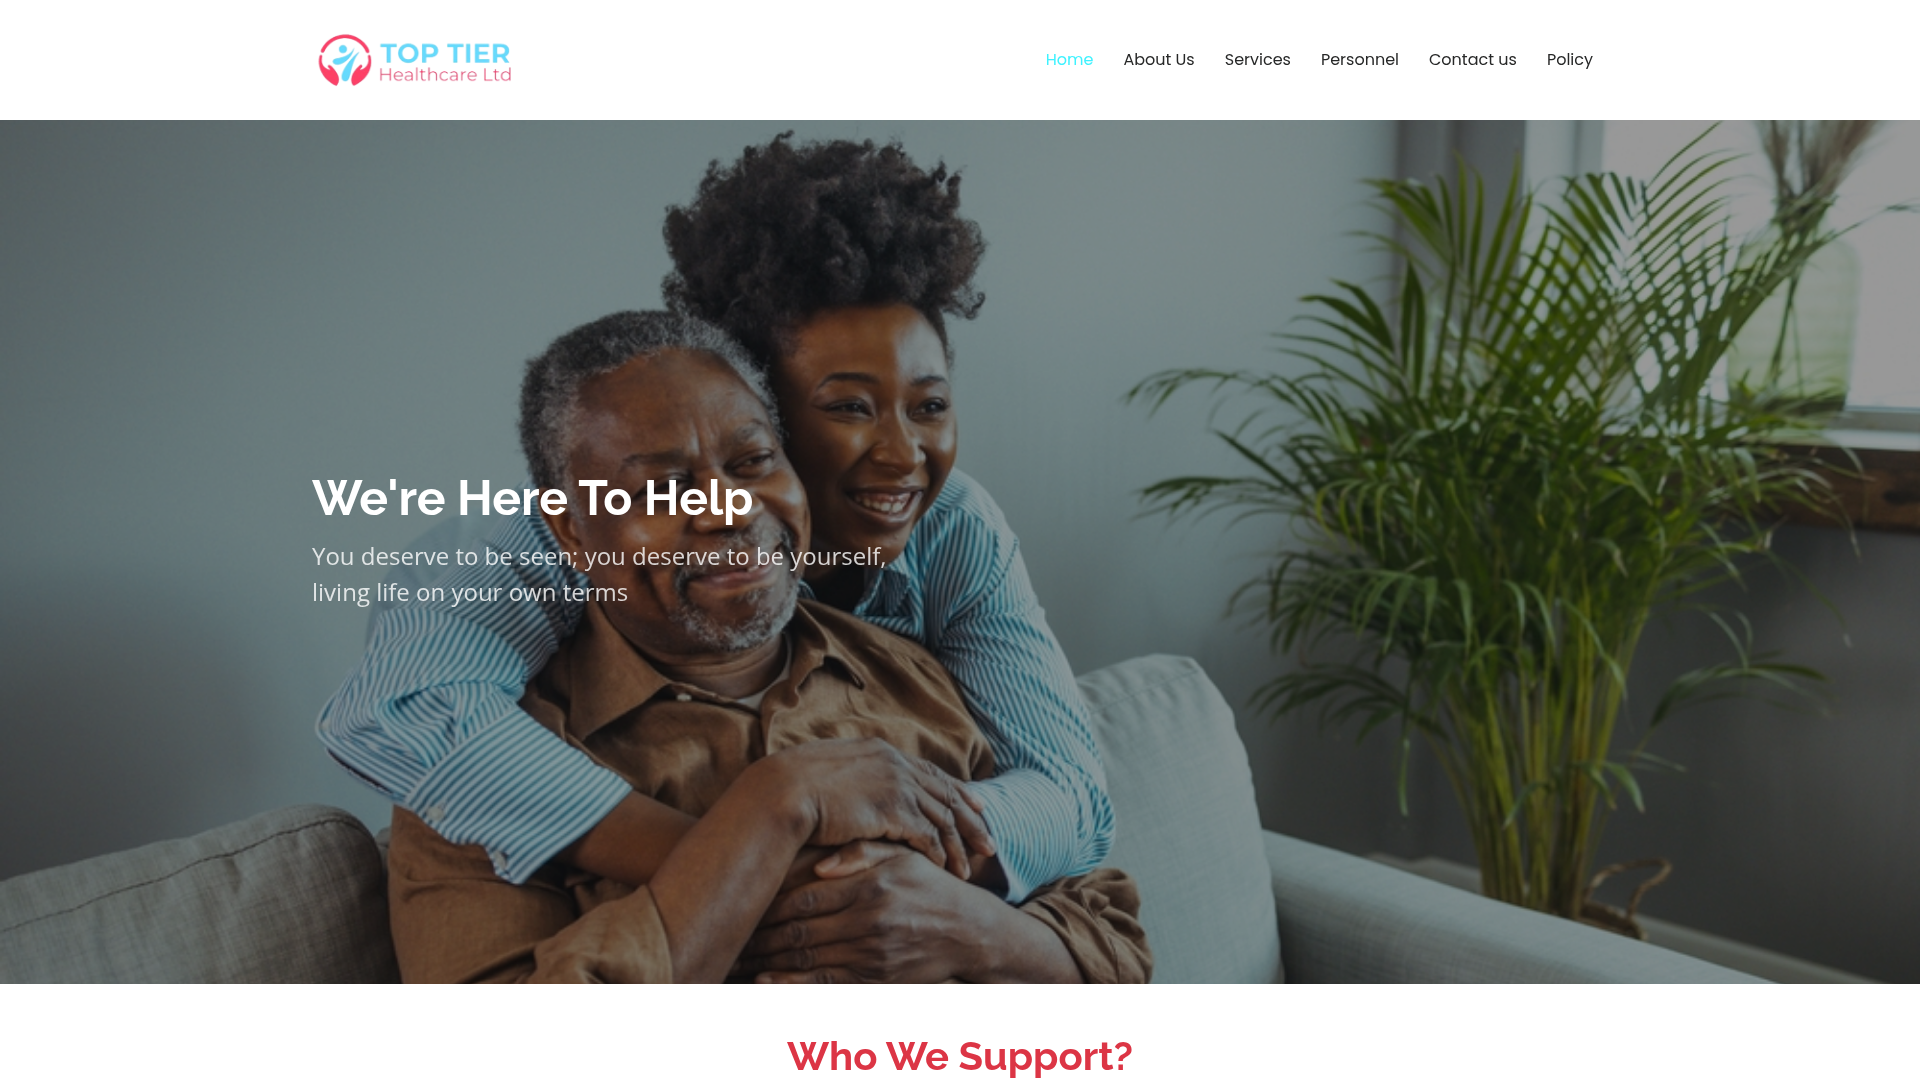 TOP TIER
Healthcare Ltd
Home About Us Services Personnel Contact us Policy
We're Here To Help
You deserve to be seen; you deserve to be yourself,
living life on your own terms
Who We Support?